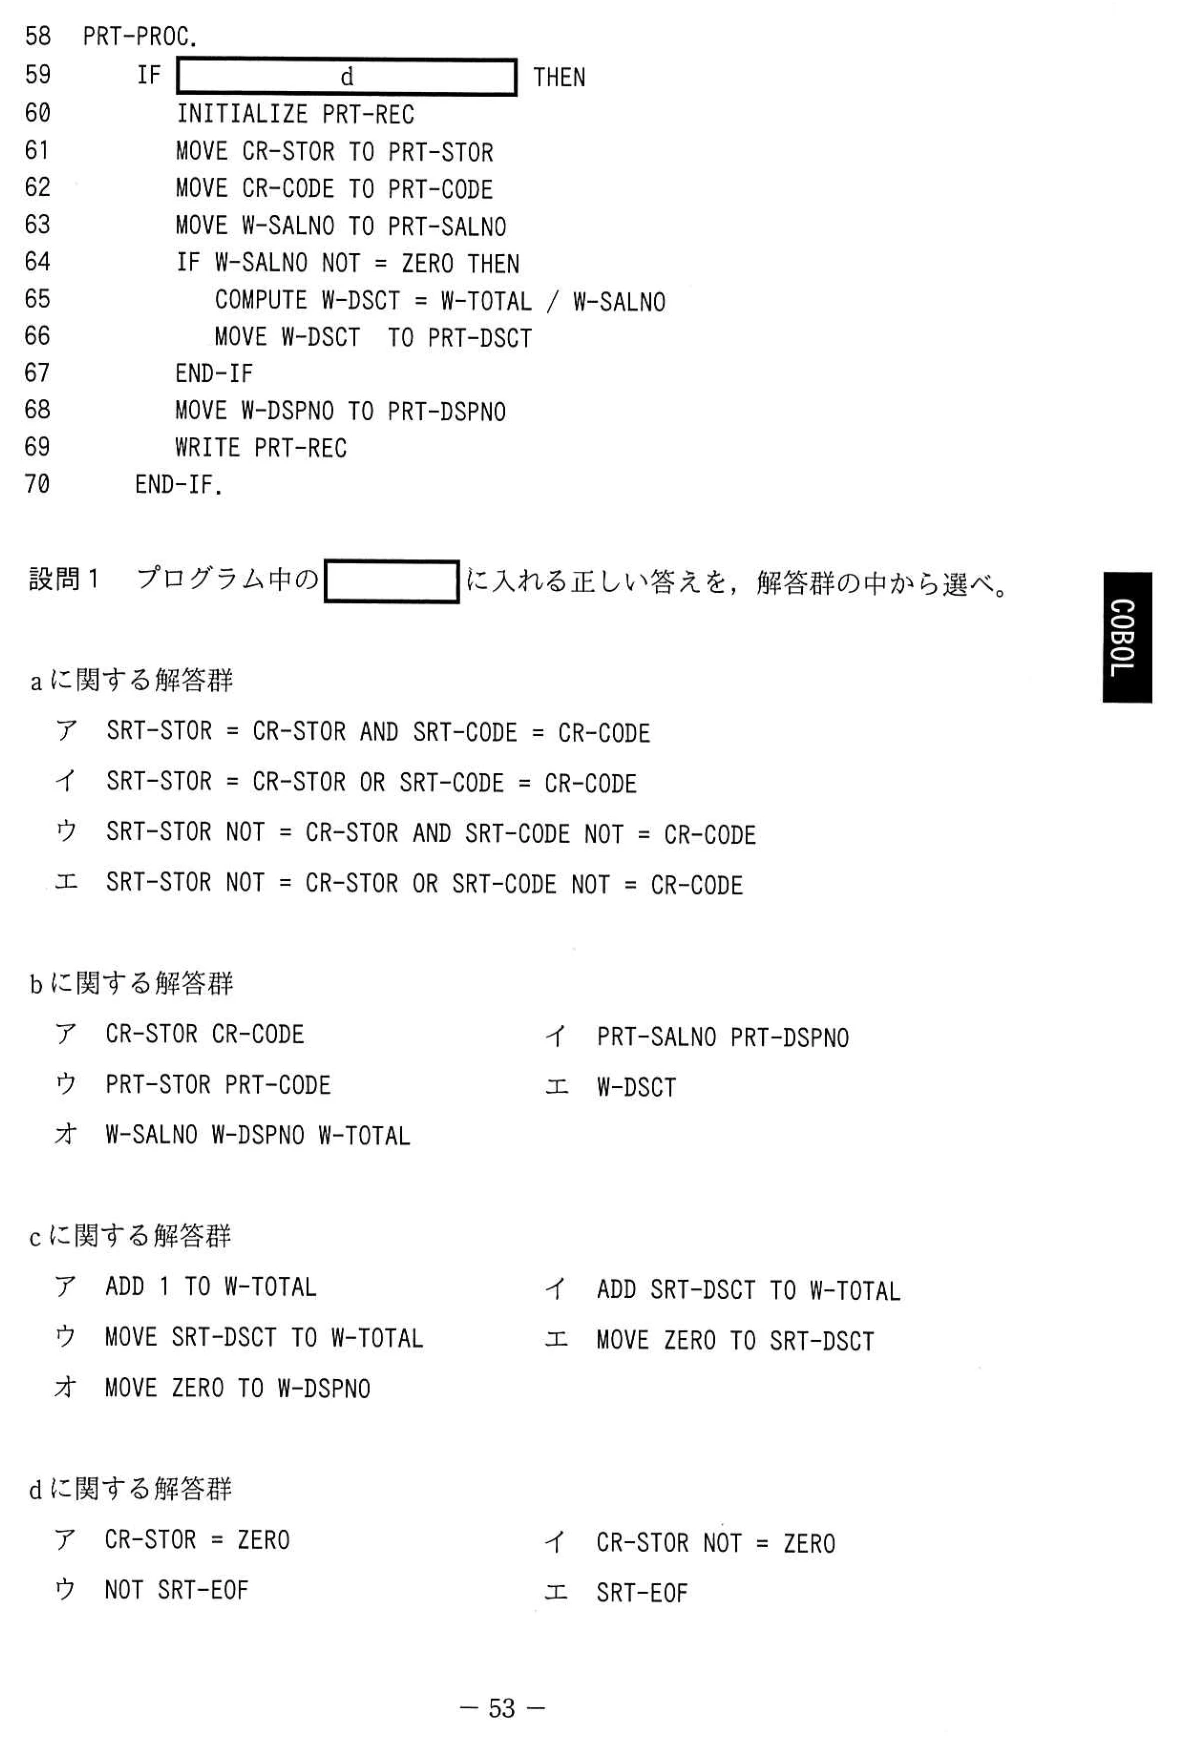 58 PRT-PROC.
59 IF d THEN
60 INITIALIZE PRT-REC
61 MOVE CR-STOR TO PRT-STOR
62 MOVE CR-CODE TO PRT-CODE
63 MOVE W-SALNO TO PRT-SALNO
64 IF W-SALNO NOT = ZERO THEN
65 COMPUTE W-DSCT = W-TOTAL / W-SALNO
66 MOVE W-DSCT TO PRT-DSCT
67 END-IF
68 MOVE W-DSPNO TO PRT-DSPNO
69 WRITE PRT-REC
70 END-IF.
設問1 プログラム中の に入れる正しい答えを，解答群の中から選べ。
COBOL
aに関する解答群
ア SRT-STOR = CR-STOR AND SRT-CODE = CR-CODE
イ SRT-STOR = CR-STOR OR SRT-CODE = CR-CODE
ウ SRT-STOR NOT = CR-STOR AND SRT-CODE NOT = CR-CODE
エ SRT-STOR NOT = CR-STOR OR SRT-CODE NOT = CR-CODE
bに関する解答群
ア CR-STOR CR-CODE イ PRT-SALNO PRT-DSPNO
ウ PRT-STOR PRT-CODE エ W-DSCT
オ W-SALNO W-DSPNO W-TOTAL
cに関する解答群
ア ADD 1 TO W-TOTAL イ ADD SRT-DSCT TO W-TOTAL
ウ MOVE SRT-DSCT TO W-TOTAL エ MOVE ZERO TO SRT-DSCT
オ MOVE ZERO TO W-DSPNO
dに関する解答群
ア CR-STOR = ZERO イ CR-STOR NOT = ZERO
ウ NOT SRT-EOF エ SRT-EOF
— 53 —